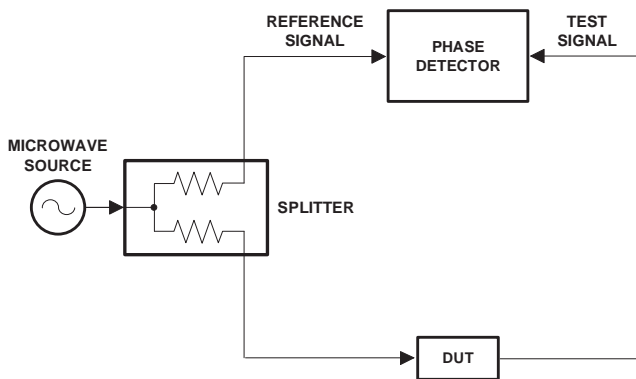 REFERENCE
SIGNAL
PHASE
DETECTOR
TEST
SIGNAL
MICROWAVE
SOURCE
SPLITTER
DUT